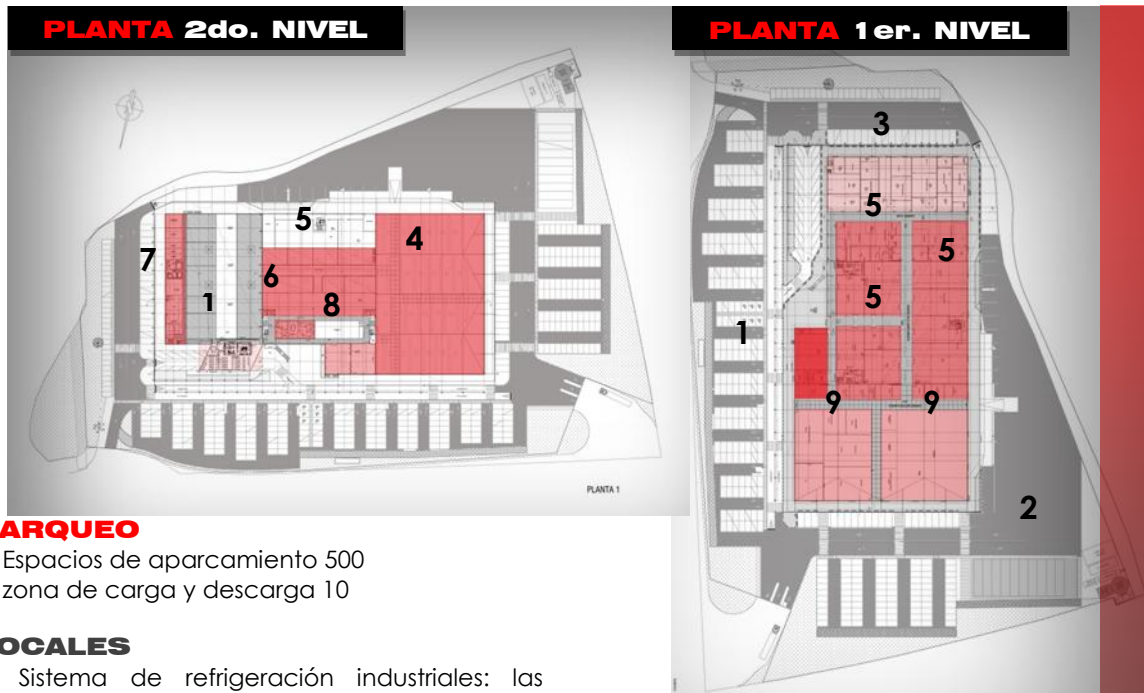 PLANTA 2do. NIVEL
PLANTA 1er. NIVEL
3
5
4
5
5
7
6
5
1
8
1
9
9
2
PLANTA 1
ARQUEO
Espacios de aparcamiento 500
zona de carga y descarga 10
OCALES
Sistema de refrigeración industriales: las